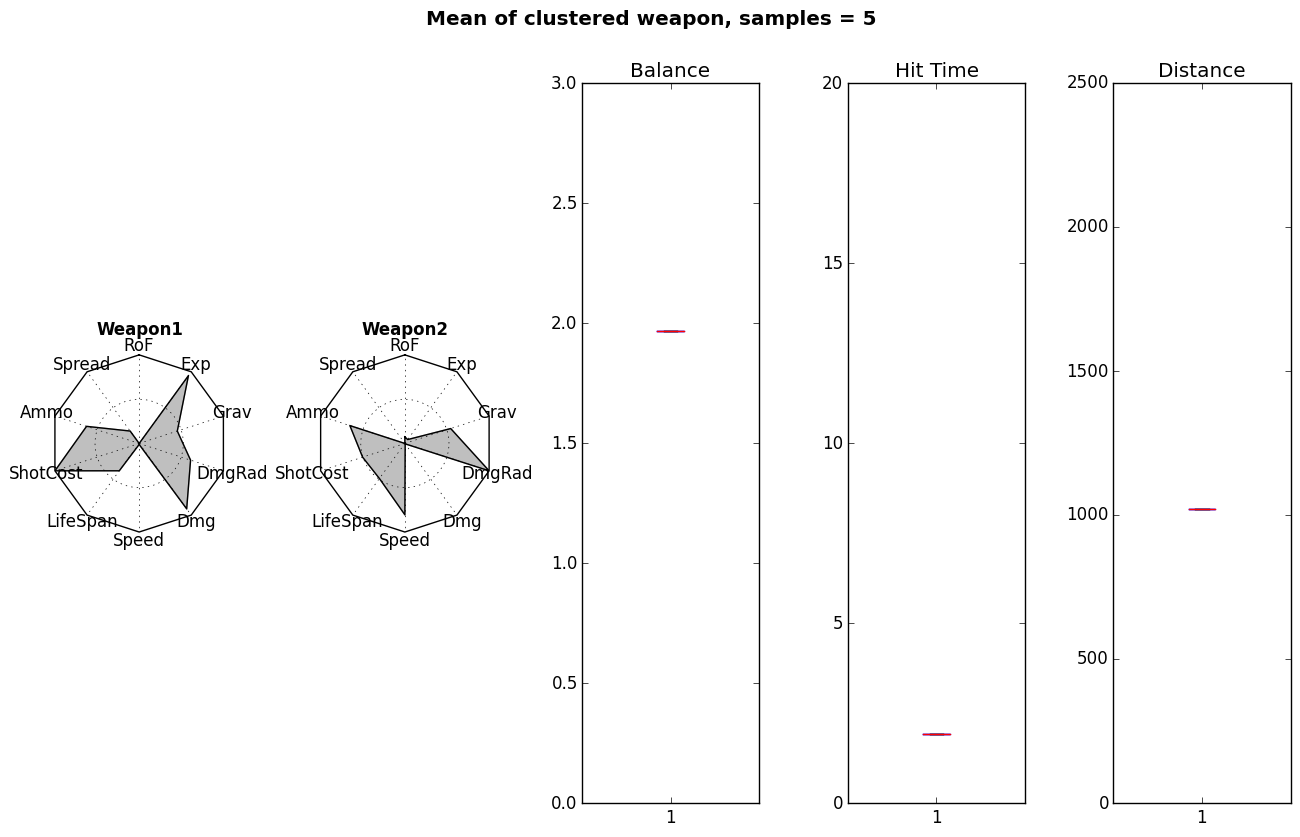 Mean of clustered weapon, samples = 5
Weapon1
RoF
Exp
Grav
DmgRad
Dmg
Speed
LifeSpan
ShotCost
Ammo
Spread
Weapon2
RoF
Exp
Grav
DmgRad
Dmg
Speed
LifeSpan
ShotCost
Ammo
Spread
Balance
3.0
2.5
2.0
1.5
1.0
0.5
0.0
1
Hit Time
20
15
10
5
0
1
Distance
2500
2000
1500
1000
500
0
1